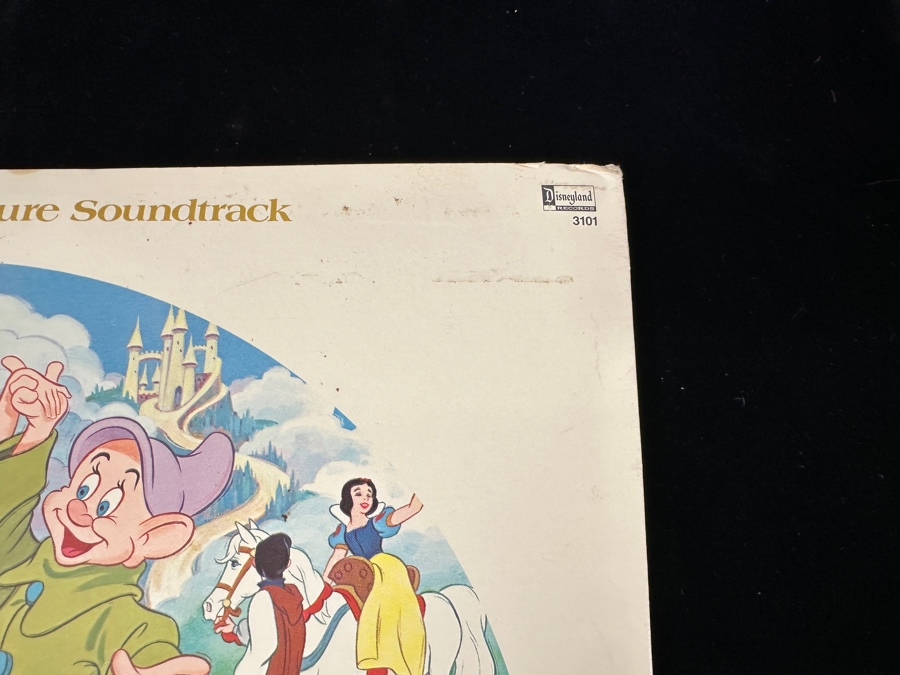 ure Soundtrack
Disneyland
RECORDS
3101